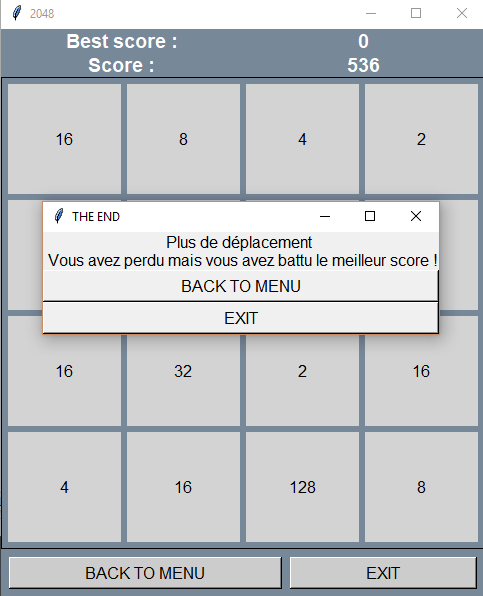 2048
Best score : 0
Score : 536
16 8 4 2
THE END
Plus de déplacement
Vous avez perdu mais vous avez battu le meilleur score !
BACK TO MENU
EXIT
16 32 2 16
4 16 128 8
BACK TO MENU EXIT